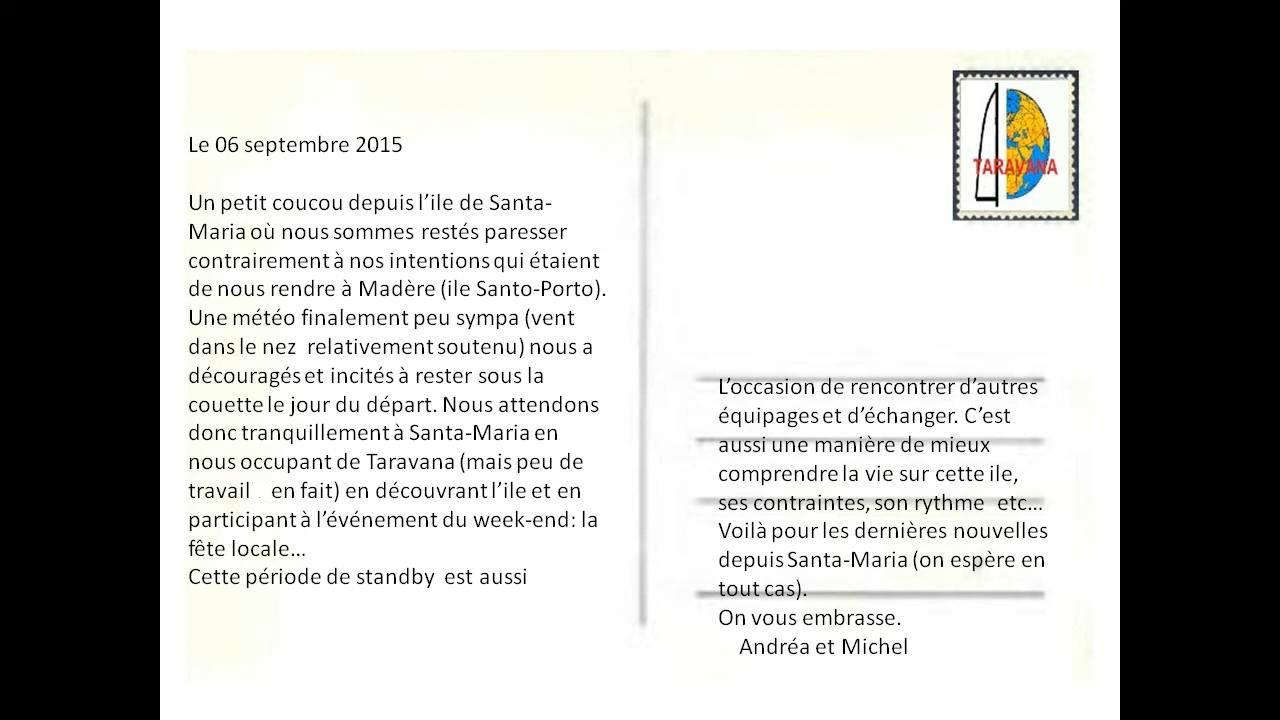 Le 06 septembre 2015
Un petit coucou depuis l’ile de Santa-
Maria où nous sommes restés paresser
contrairement à nos intentions qui étaient
de nous rendre à Madère (ile Santo-Porto).
Une météo finalement peu sympa (vent
dans le nez relativement soutenu) nous a
découragés et incités à rester sous la
couette le jour du départ. Nous attendons
donc tranquillement à Santa-Maria en
nous occupant de Taravana (mais peu de
travail en fait) en découvrant l’ile et en
participant à l’événement du week-end: la
fête locale…
Cette période de standby est aussi
TARAVANA
L’occasion de rencontrer d’autres
équipages et d’échanger. C’est
aussi une manière de mieux
comprendre la vie sur cette ile,
ses contraintes, son rythme etc…
Voilà pour les dernières nouvelles
depuis Santa-Maria (on espère en
tout cas).
On vous embrasse.
Andréa et Michel